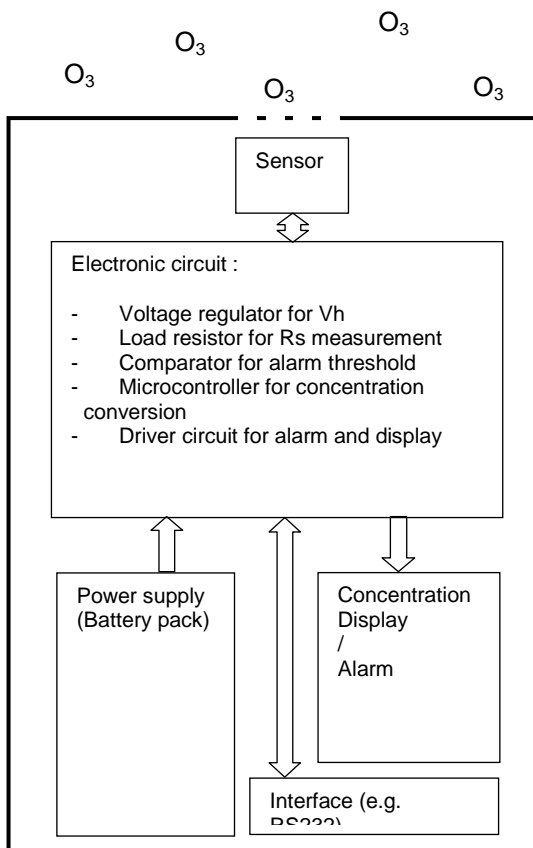 O₃
O₃
O₃
O₃
O₃
Sensor
Electronic circuit :
- Voltage regulator for Vh
- Load resistor for Rs measurement
- Comparator for alarm threshold
- Microcontroller for concentration
conversion
- Driver circuit for alarm and display
Power supply
(Battery pack)
Concentration
Display
/
Alarm
Interface (e.g.
RS232)